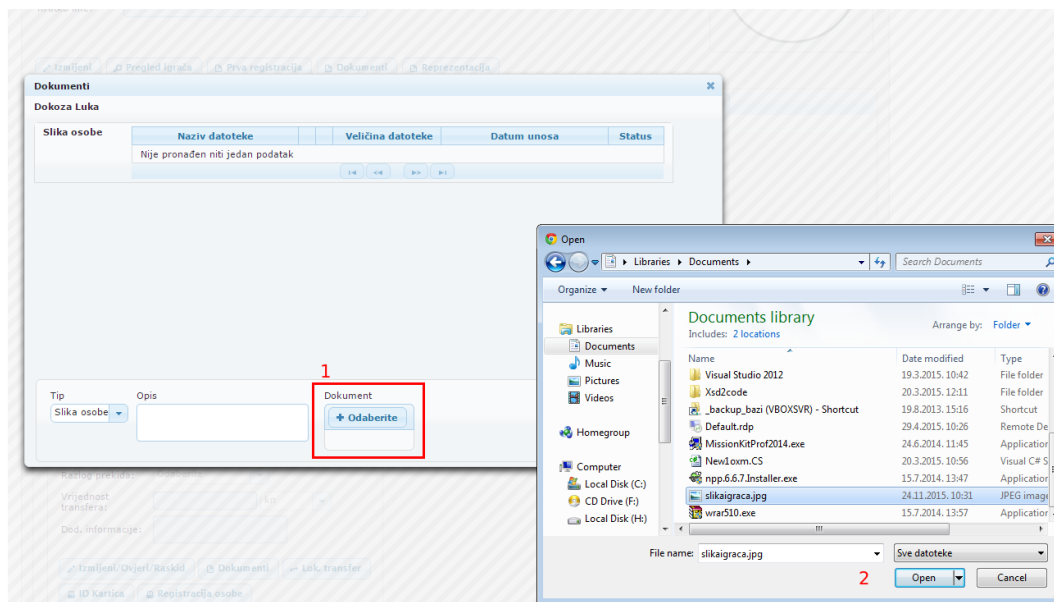 Izmijeni Pregled igrača Prva registracija Dokumenti Reprezentacija
Dokumenti
Dokoza Luka
Slika osobe
Naziv datoteke Veličina datoteke Datum unosa Status
Nije pronađen niti jedan podatak
1
Tip Opis Dokument
Slika osobe
+ Odaberite
Razlog prekida:
Vrijednost
transfera:
kn
Dod. informacije:
Izmijeni/Ovjeri/Raskid Dokumenti Lok. transfer
ID Kartica Registracija osobe
Open
Libraries Documents
Search Documents
Organize New folder
Libraries
Documents
Music
Pictures
Videos
Homegroup
Computer
Local Disk (C:)
CD Drive (F:)
Local Disk (H:)
Documents library
Includes: 2 locations
Arrange by: Folder
Name Date modified Type
Visual Studio 2012 19.3.2015. 10:42 File folder
Xsd2code 20.3.2015. 12:11 File folder
_backup_bazi (VBOXSVR) - Shortcut 19.8.2013. 15:16 Shortcut
Default.rdp 29.4.2015. 10:26 Remote De
MissionKitProf2014.exe 24.6.2014. 11:45 Application
New1oxm.CS 20.3.2015. 10:56 Visual C# S
npp.6.6.7.Installer.exe 15.7.2014. 13:47 Application
slikaigraca.jpg 24.11.2015. 10:31 JPEG image
wrar510.exe 15.7.2014. 13:57 Application
File name: slikaigraca.jpg Sve datoteke
2
Open Cancel